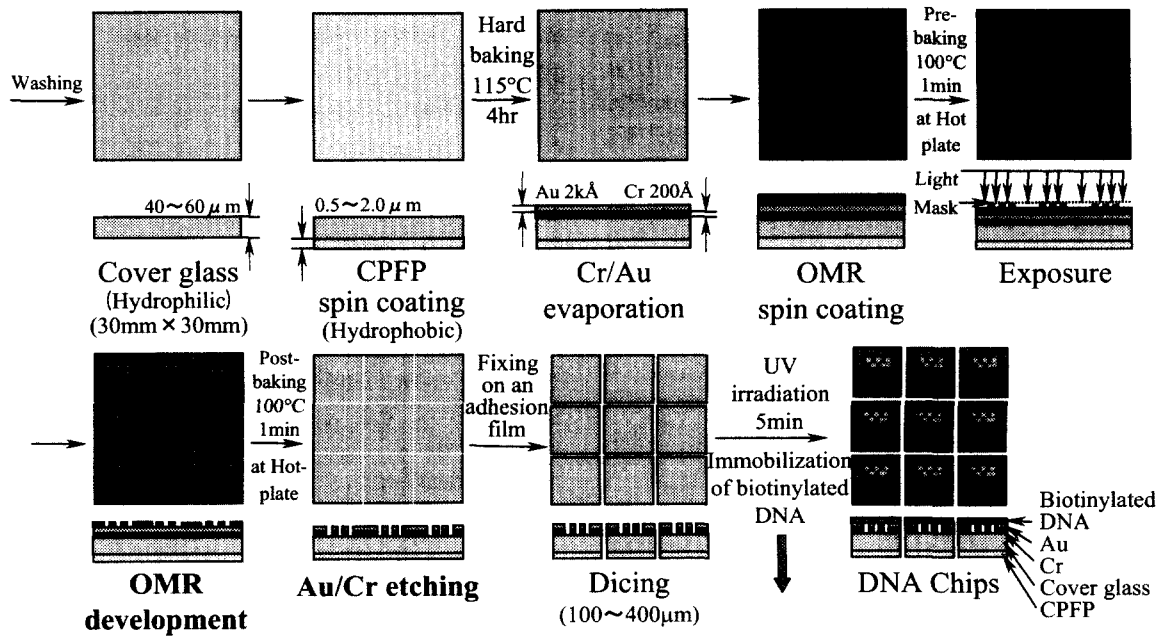 Washing
Hard
baking
115°C
4hr
Pre-
baking
100°C
1min
at Hot
plate
40～60 μm
0.5～2.0 μm
Au 2kÅ Cr 200Å
Light
Mask
Cover glass
(Hydrophilic)
(30mm × 30mm)
CPFP
spin coating
(Hydrophobic)
Cr/Au
evaporation
OMR
spin coating
Exposure
Post-
baking
100°C
1min
at Hot-
plate
Fixing
on an
adhesion
film
UV
irradiation
5min
Immobilization
of biotinylated
DNA
Biotinylated
DNA
Au
Cr
Cover glass
CPFP
OMR
development
Au/Cr etching
Dicing
(100～400μm)
DNA Chips